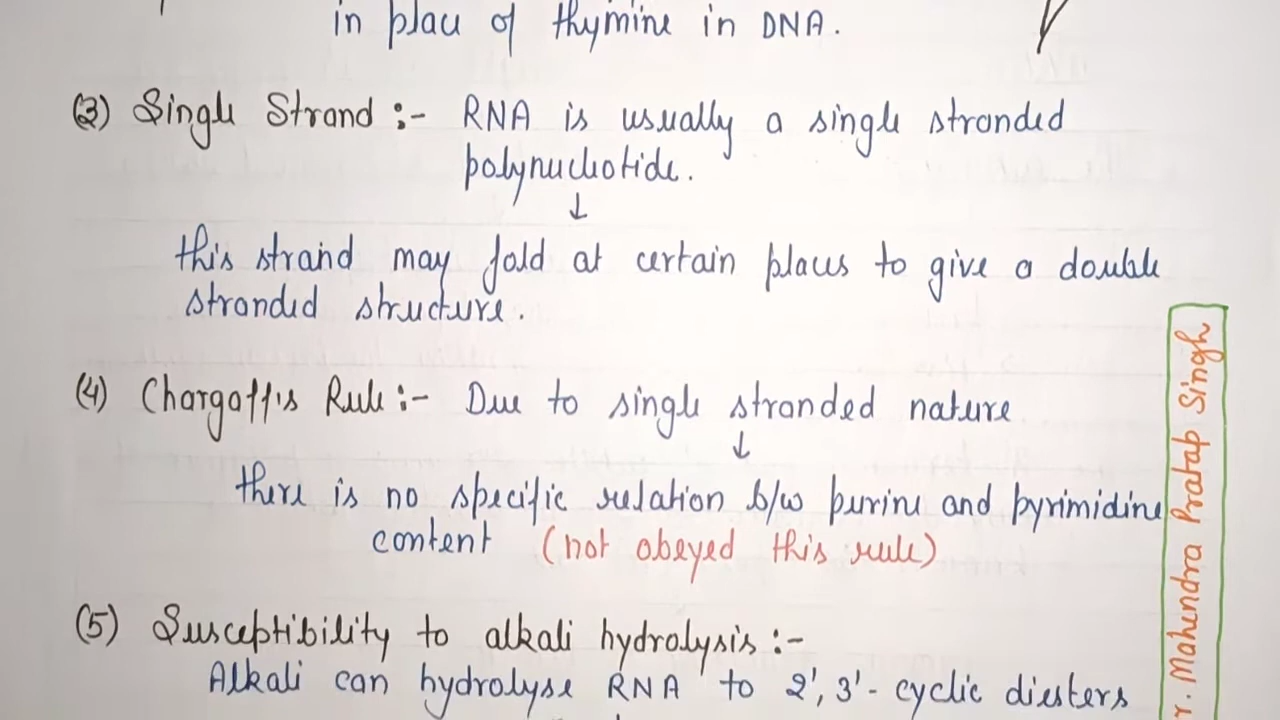 in place of thymine in DNA.
(3) Single Strand :- RNA is usually a single stranded
polynucleotide.
↓
this strand may fold at certain places to give a double
stranded structure.
(4) Chargaff's Rule :- Due to single stranded nature
↓
there is no specific relation b/w purine and pyrimidine
content (not obeyed this rule)
(5) Susceptibility to alkali hydrolysis :-
Alkali can hydrolyse RNA to 2', 3'- cyclic diesters
r. Mahendra Pratap Singh